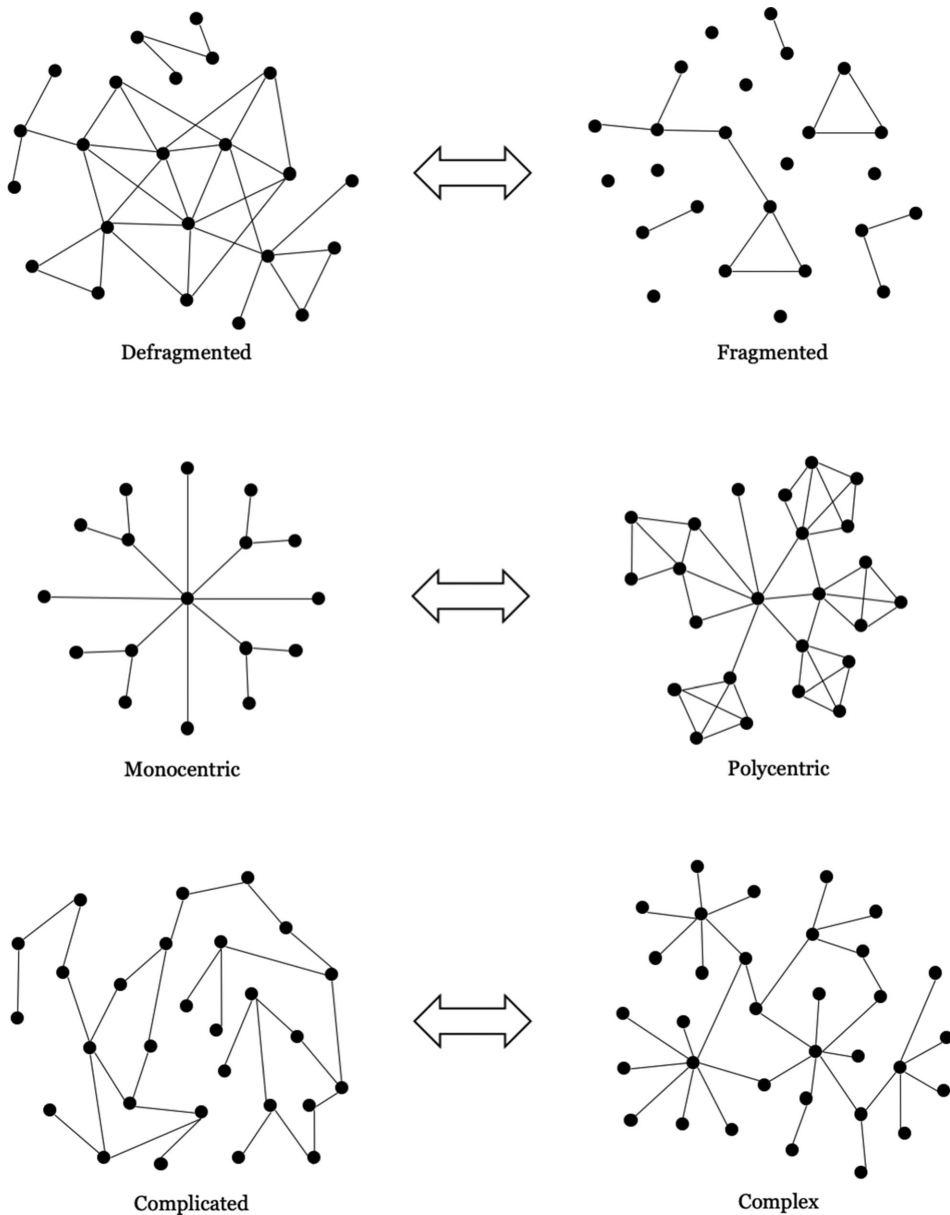 Defragmented
Fragmented
Monocentric
Polycentric
Complicated
Complex